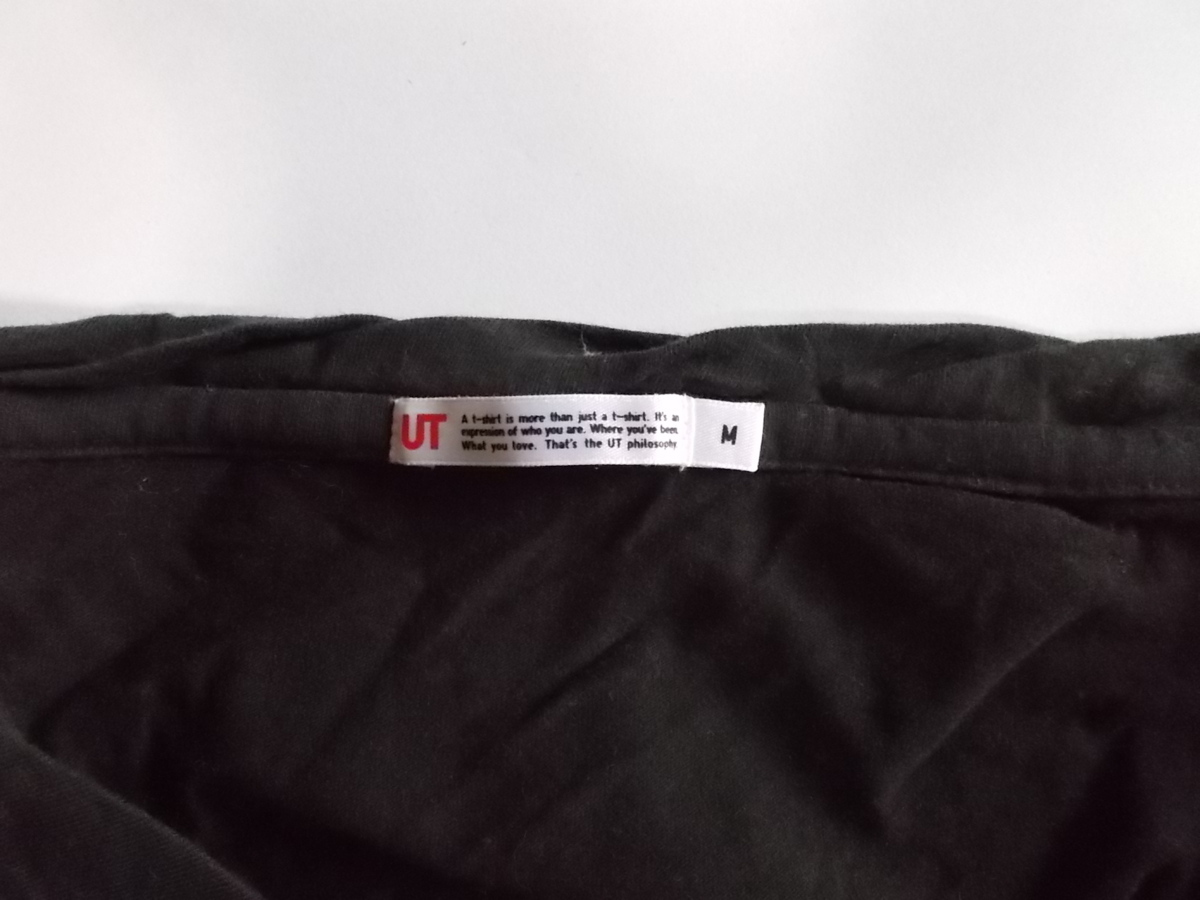 UT
A t-shirt is more than just a t-shirt. It's an
expression of who you are. Where you've been.
What you love. That's the UT philosophy
M